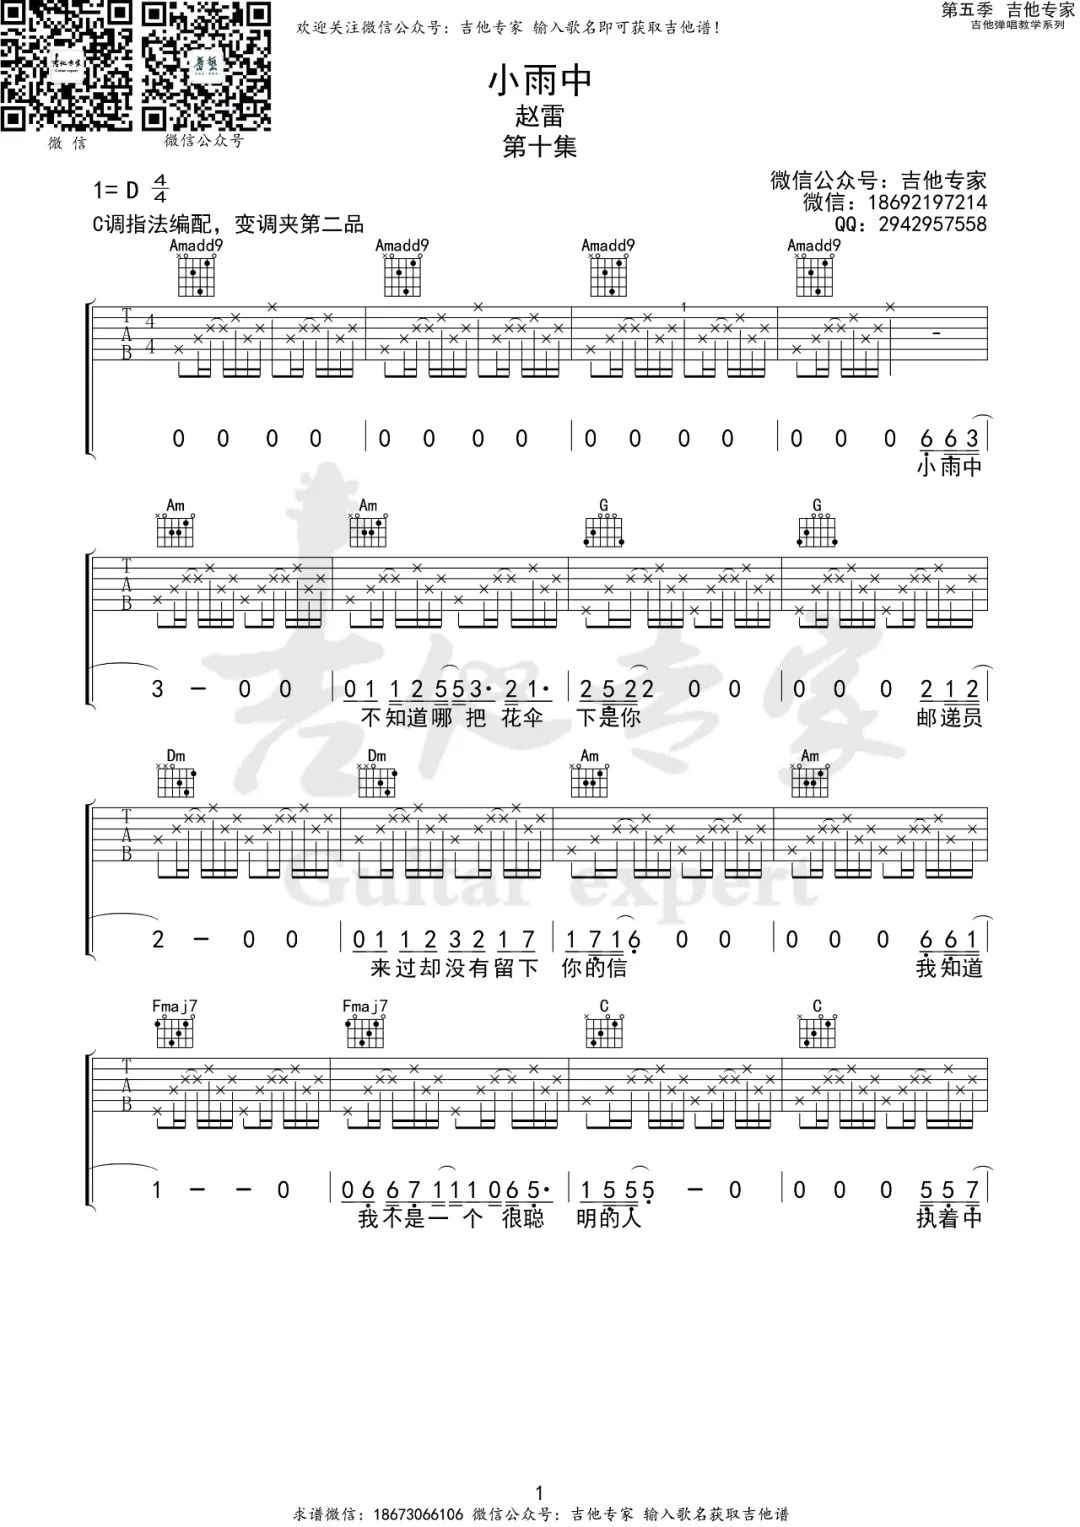 欢迎关注微信公众号：吉他专家 输入歌名即可获取吉他谱！
第五季 吉他专家
吉他弹唱教学系列
吉他专家
Guitar expert
微 信
微信公众号
小雨中
赵雷
第十集
1= D 4/4
C调指法编配，变调夹第二品
微信公众号：吉他专家
微信：18692197214
QQ：2942957558
Amadd9 Amadd9 Amadd9 Amadd9
T A B 4 4 1 -
0 0 0 0 | 0 0 0 0 | 0 0 0 0 | 0 0 0 6 6 3
小雨中
Am Am G G
T A B
3 — 0 0 | 0 1 1 2 5 5 3· 2 1· | 2 5 2 2 0 0 | 0 0 0 2 1 2
不知道哪 把 花伞 下是你 邮递员
Dm Dm Am Am
T A B
2 — 0 0 | 0 1 1 2 3 2 1 7 | 1 7 1 6 0 0 | 0 0 0 6 6 1
来过却没有留下 你的信 我知道
Fmaj7 Fmaj7 C C
T A B
1 — — 0 | 0 6 6 7 1 1 1 0 6 5· | 1 5 5 5 — 0 | 0 0 0 5 5 7
我不是一 个 很聪 明的人 执着中
吉他专家
Guitar expert
1
求谱微信：18673066106 微信公众号：吉他专家 输入歌名获取吉他谱